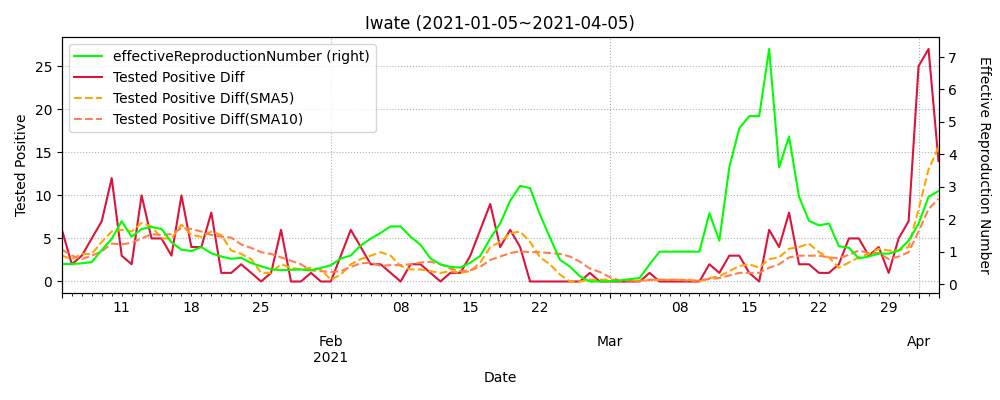 Iwate (2021-01-05~2021-04-05)
effectiveReproductionNumber (right)
Tested Positive Diff
Tested Positive Diff(SMA5)
Tested Positive Diff(SMA10)
Tested Positive
25
20
15
10
5
0
7
6
5
4
3
2
1
0
Effective Reproduction Number
11 18 25 08 15 22 08 15 22 29
Feb Mar Apr
2021
Date